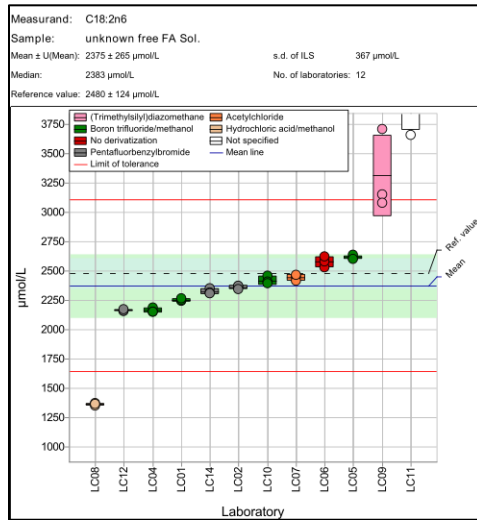 Measurand: C18:2n6
Sample: unknown free FA Sol.
Mean ± U(Mean): 2375 ± 265 µmol/L s.d. of ILS 367 µmol/L
Median: 2383 µmol/L No. of laboratories: 12
Reference value: 2480 ± 124 µmol/L
(Trimethylsilyl)diazomethane Acetylchloride
Boron trifluoride/methanol Hydrochloric acid/methanol
No derivatization Not specified
Pentafluorbenzylbromide Mean line
Limit of tolerance
3750
3500
3250
3000
2750
2500
2250
2000
1750
1500
1250
1000
µmol/L
Ref. value
Mean
LC08 LC12 LC04 LC01 LC14 LC02 LC10 LC07 LC06 LC05 LC09 LC11
Laboratory